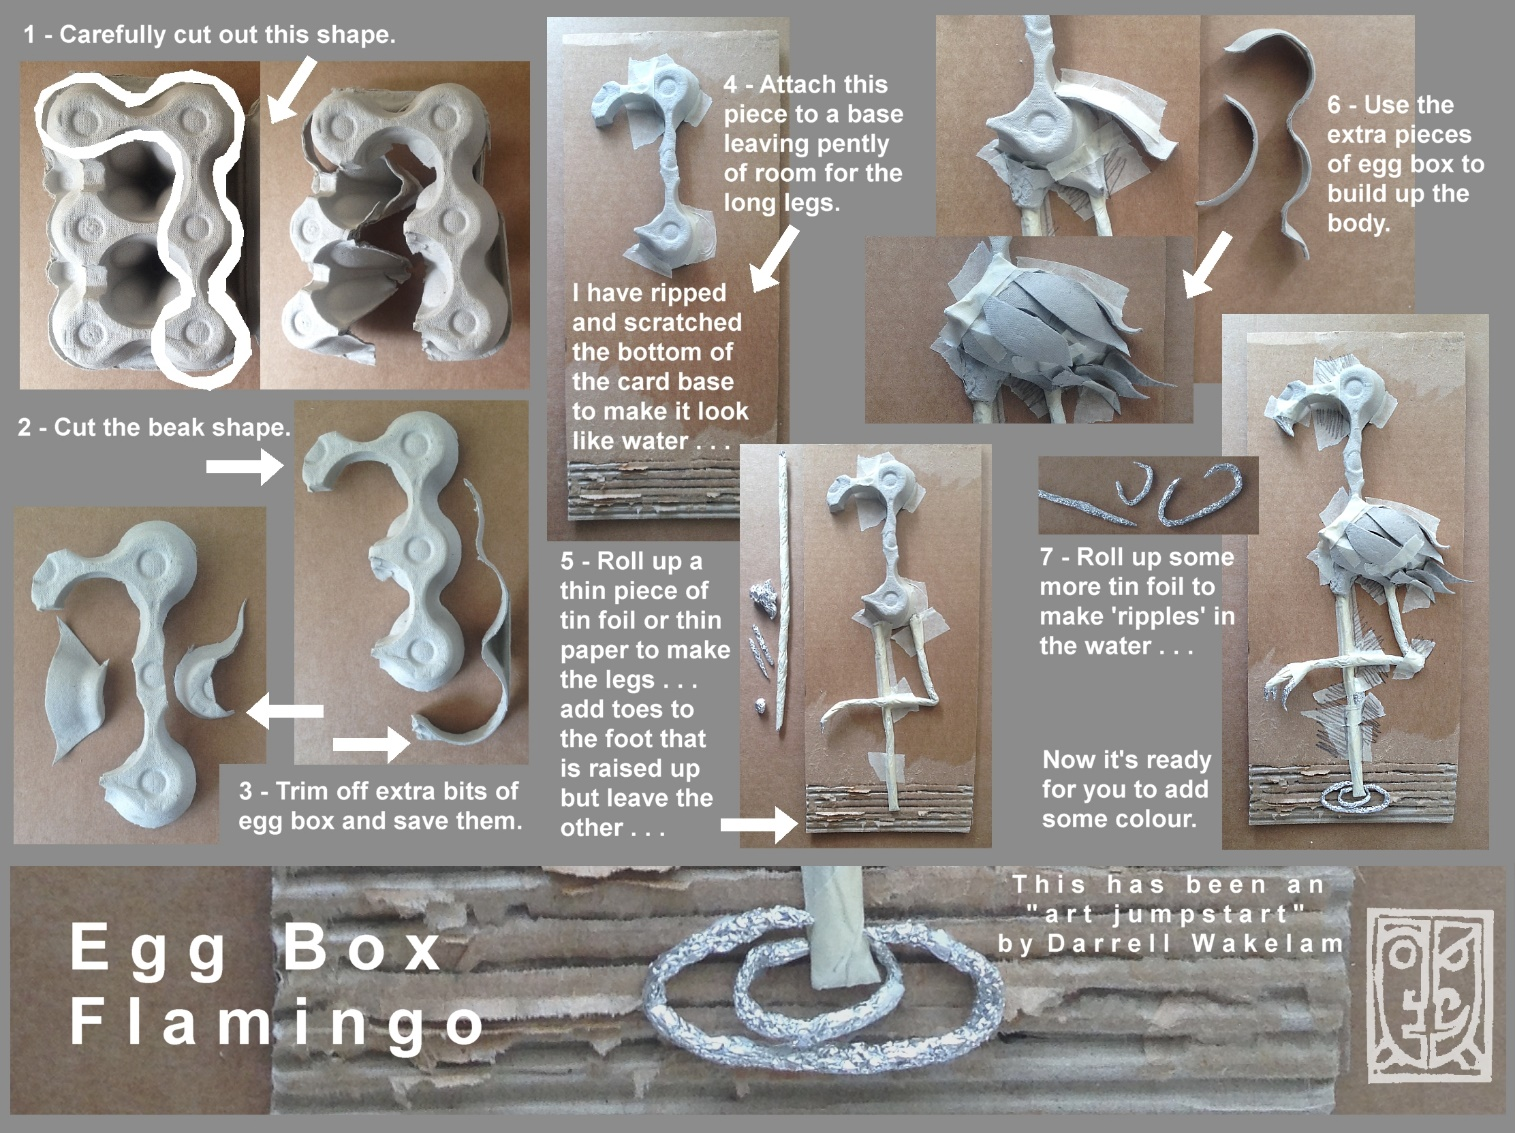 1 - Carefully cut out this shape.
2 - Cut the beak shape.
3 - Trim off extra bits of
egg box and save them.
4 - Attach this
piece to a base
leaving pently
of room for the
long legs.
I have ripped
and scratched
the bottom of
the card base
to make it look
like water . . .
5 - Roll up a
thin piece of
tin foil or thin
paper to make
the legs . . .
add toes to
the foot that
is raised up
but leave the
other . . .
6 - Use the
extra pieces
of egg box to
build up the
body.
7 - Roll up some
more tin foil to
make 'ripples' in
the water . . .
Now it's ready
for you to add
some colour.
Egg Box
Flamingo
This has been an
"art jumpstart"
by Darrell Wakelam